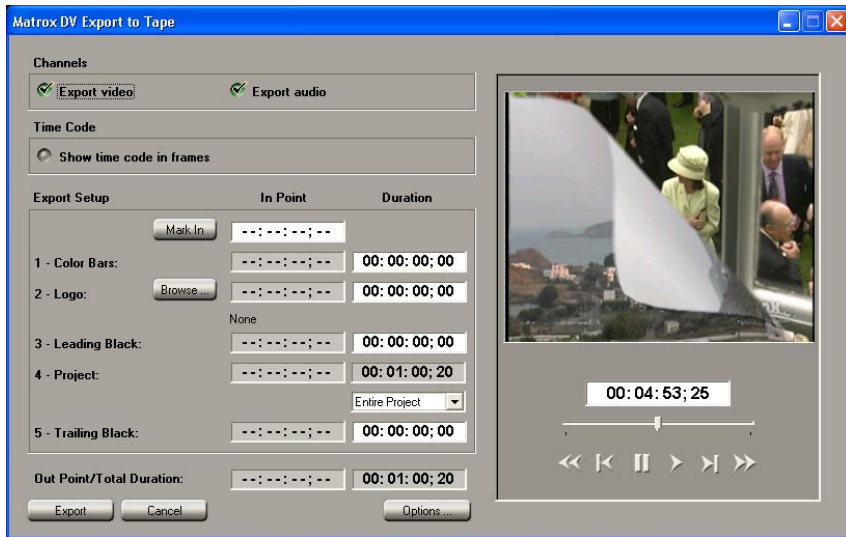 Matrox DV Export to Tape
Channels
Export video Export audio
Time Code
Show time code in frames
Export Setup In Point Duration
Mark In --:--:--;--
1 - Color Bars: --:--:--;-- 00:00:00;00
2 - Logo: Browse ... --:--:--;-- 00:00:00;00
None
3 - Leading Black: --:--:--;-- 00:00:00;00
4 - Project: --:--:--;-- 00:01:00;20
Entire Project
5 - Trailing Black: --:--:--;-- 00:00:00;00
Out Point/Total Duration: --:--:--;-- 00:01:00;20
Export Cancel Options ...
00:04:53;25